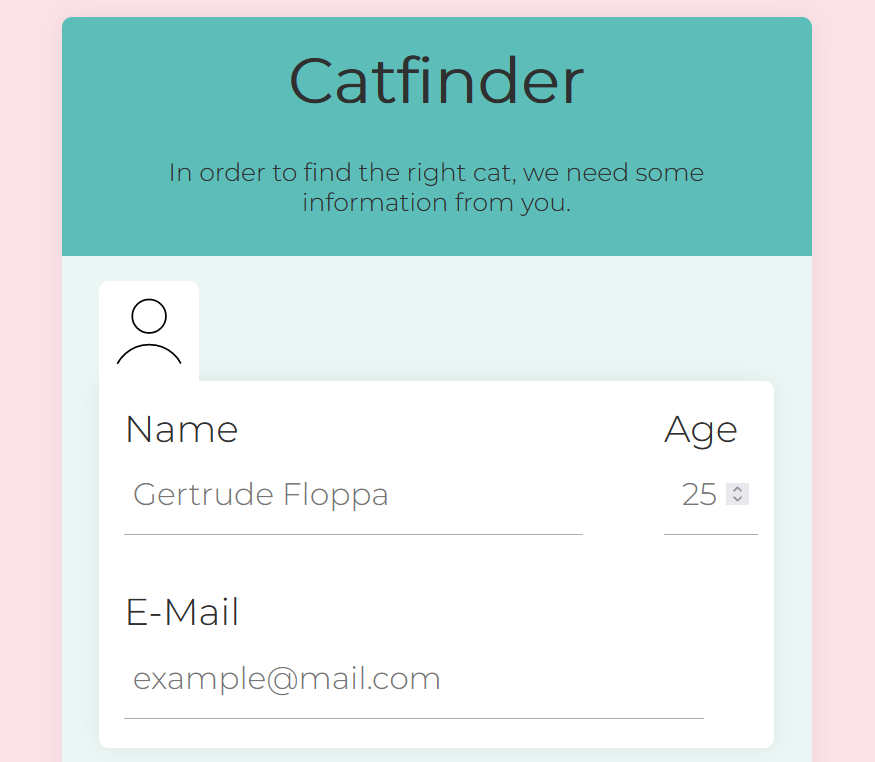 Catfinder
In order to find the right cat, we need some
information from you.
Name
Age
Gertrude Floppa
25
E-Mail
example@mail.com